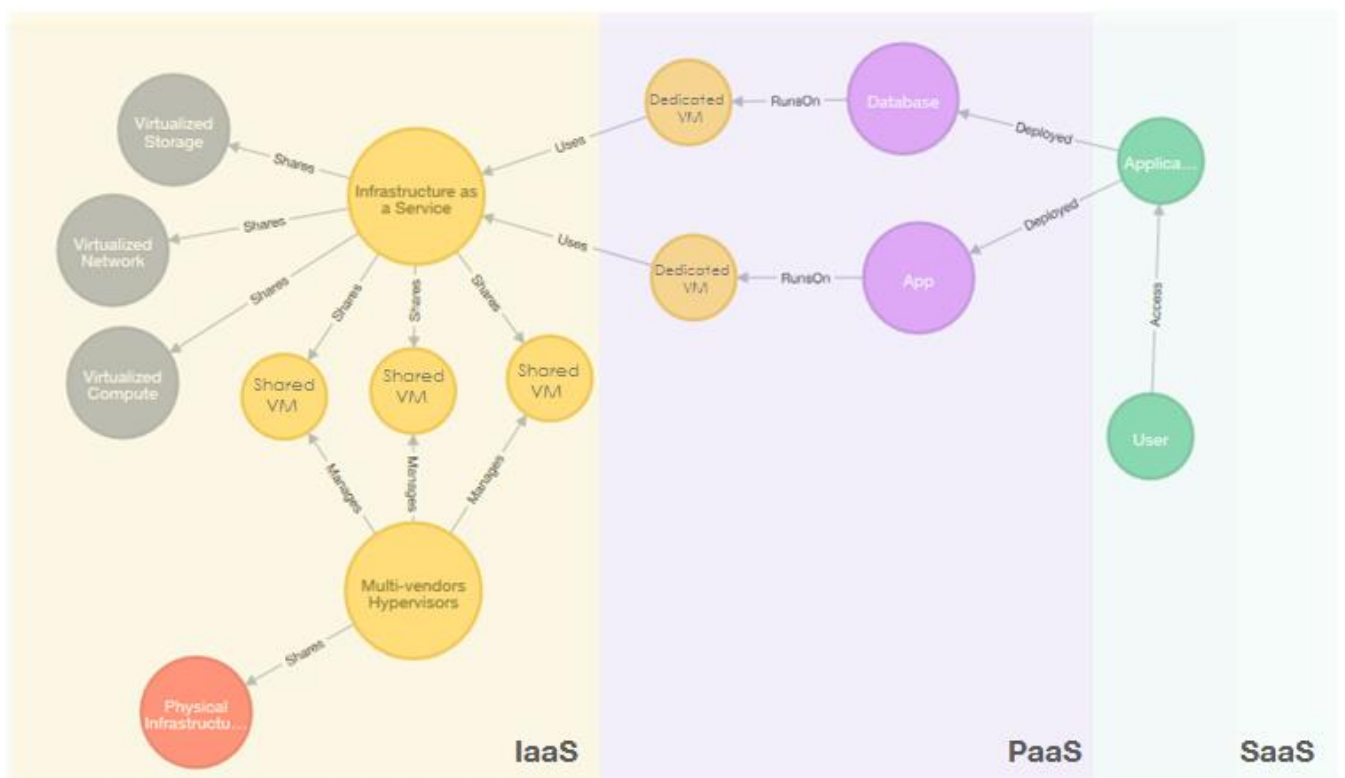 Virtualized
Storage
Shares
Virtualized
Network
Shares
Virtualized
Compute
Shares
Infrastructure as
a Service
Shares
Shares
Shares
Shared
VM
Shared
VM
Shared
VM
Manages
Manages
Manages
Multi-vendors
Hypervisors
Shares
Physical
Infrastructu...
IaaS
Uses
Uses
Dedicated
VM
RunsOn
Database
Dedicated
VM
RunsOn
App
PaaS
Deployed
Deployed
Applica...
Access
User
SaaS